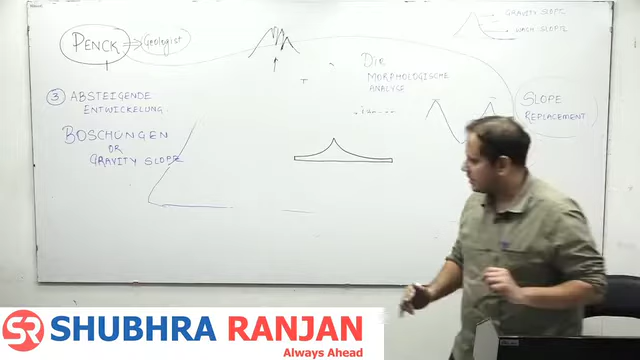 PENCK
Geologist
GRAVITY SLOPE
WASH SLOPE
DIE
MORPHOLOGISCHE
ANALYSE
③ ABSTEIGENDE
ENTWICKELUNG
BOSCHUNGEN
OR
GRAVITY SLOPE
SLOPE
REPLACEMENT
SR SHUBHRA RANJAN
Always Ahead